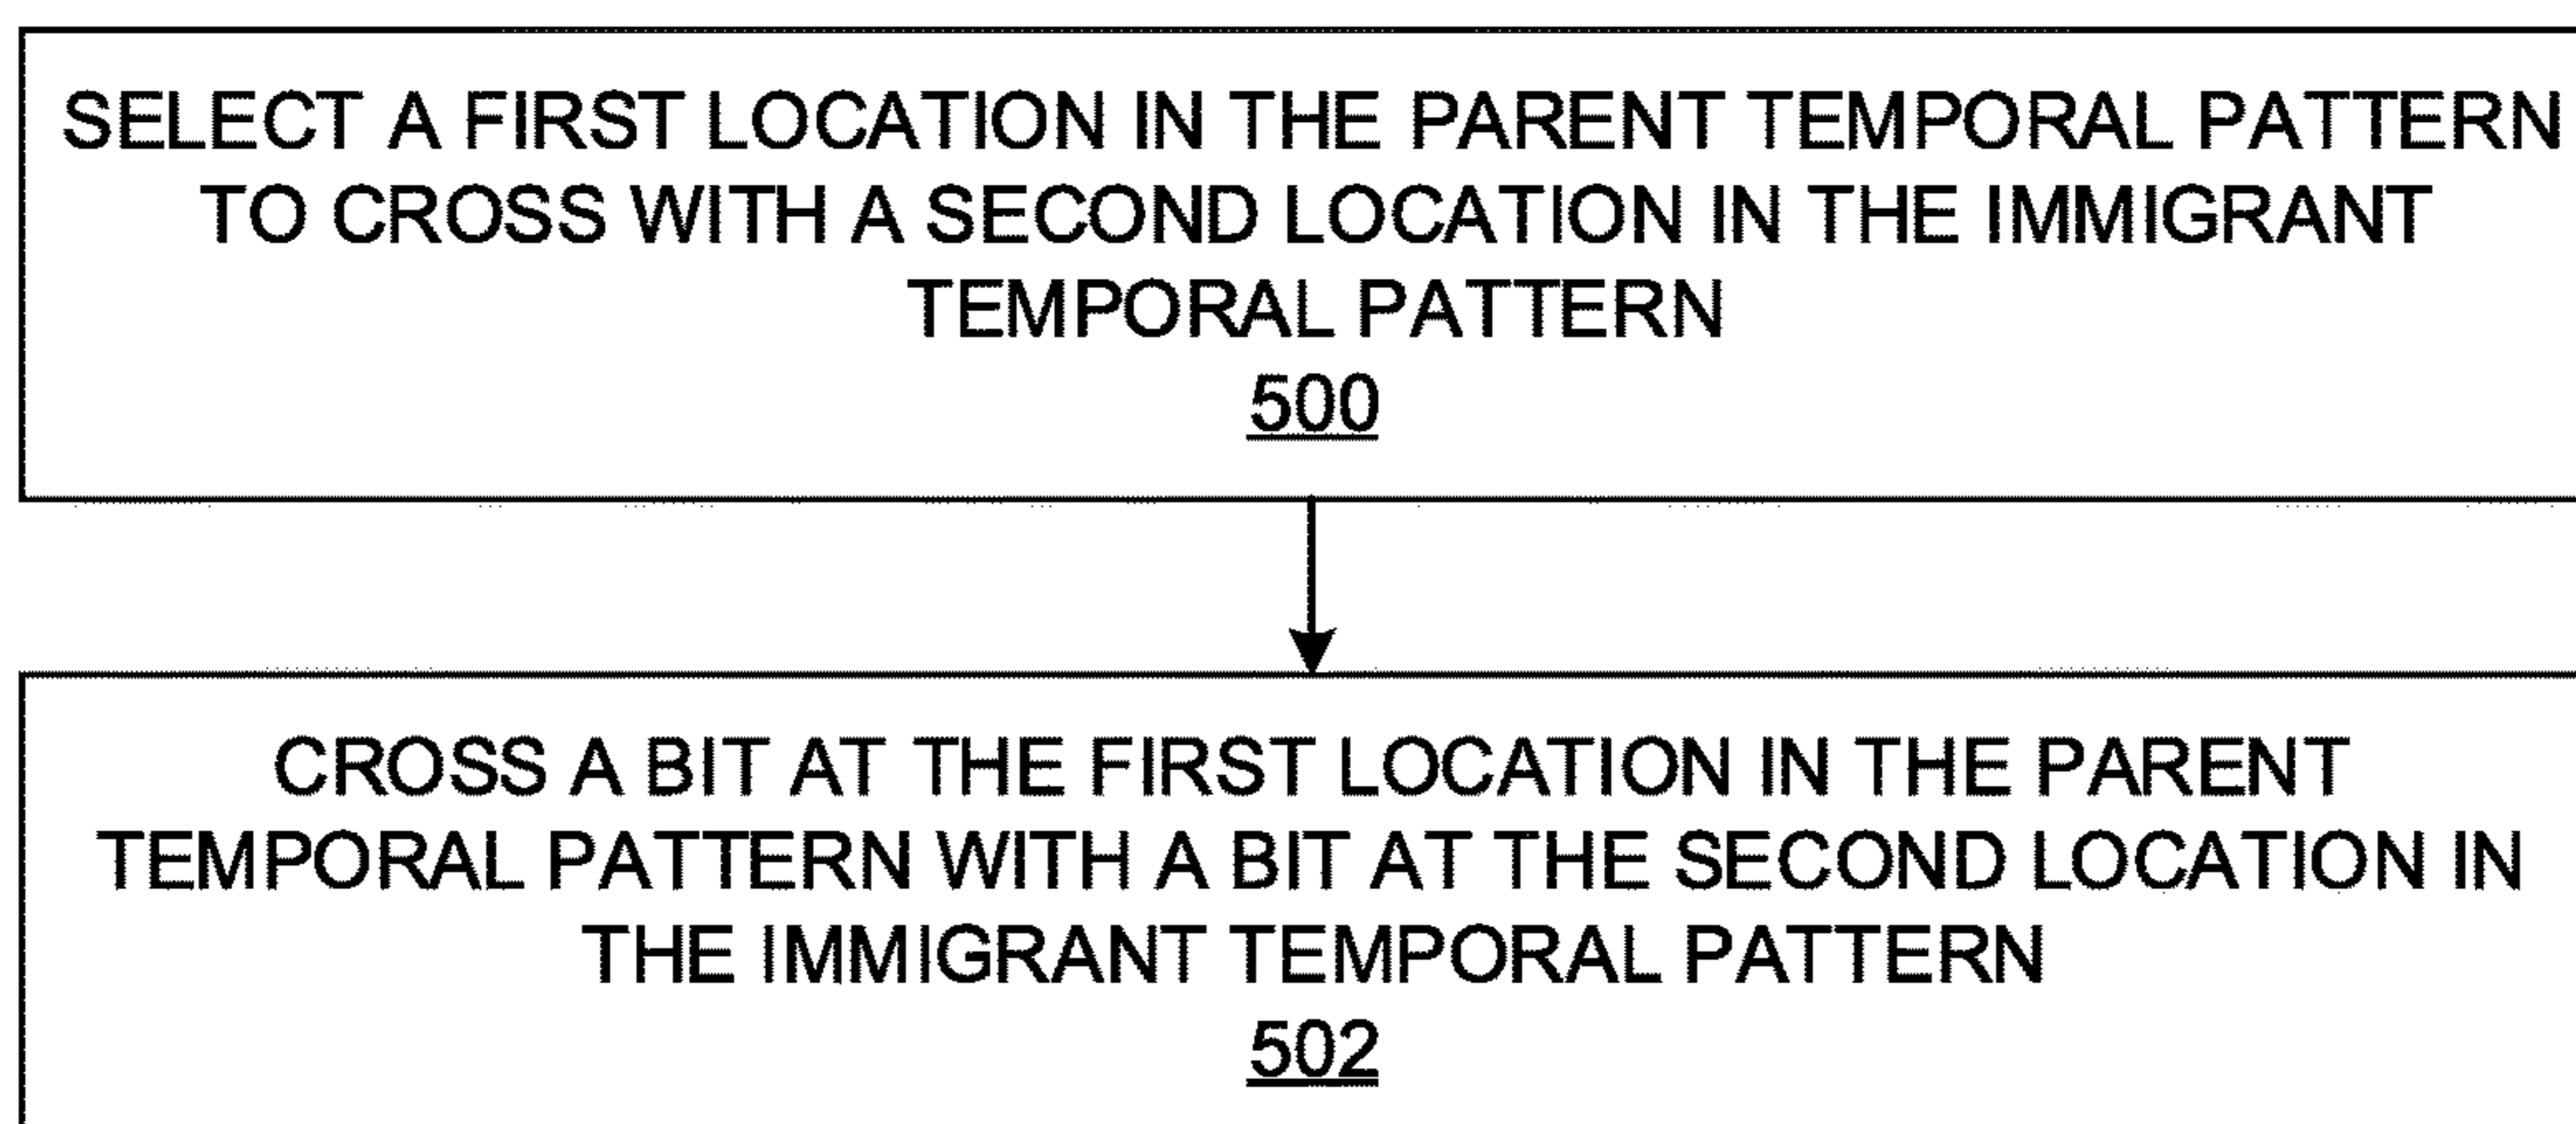 SELECT A FIRST LOCATION IN THE PARENT TEMPORAL PATTERN
TO CROSS WITH A SECOND LOCATION IN THE IMMIGRANT
TEMPORAL PATTERN
500
CROSS A BIT AT THE FIRST LOCATION IN THE PARENT
TEMPORAL PATTERN WITH A BIT AT THE SECOND LOCATION IN
THE IMMIGRANT TEMPORAL PATTERN
502